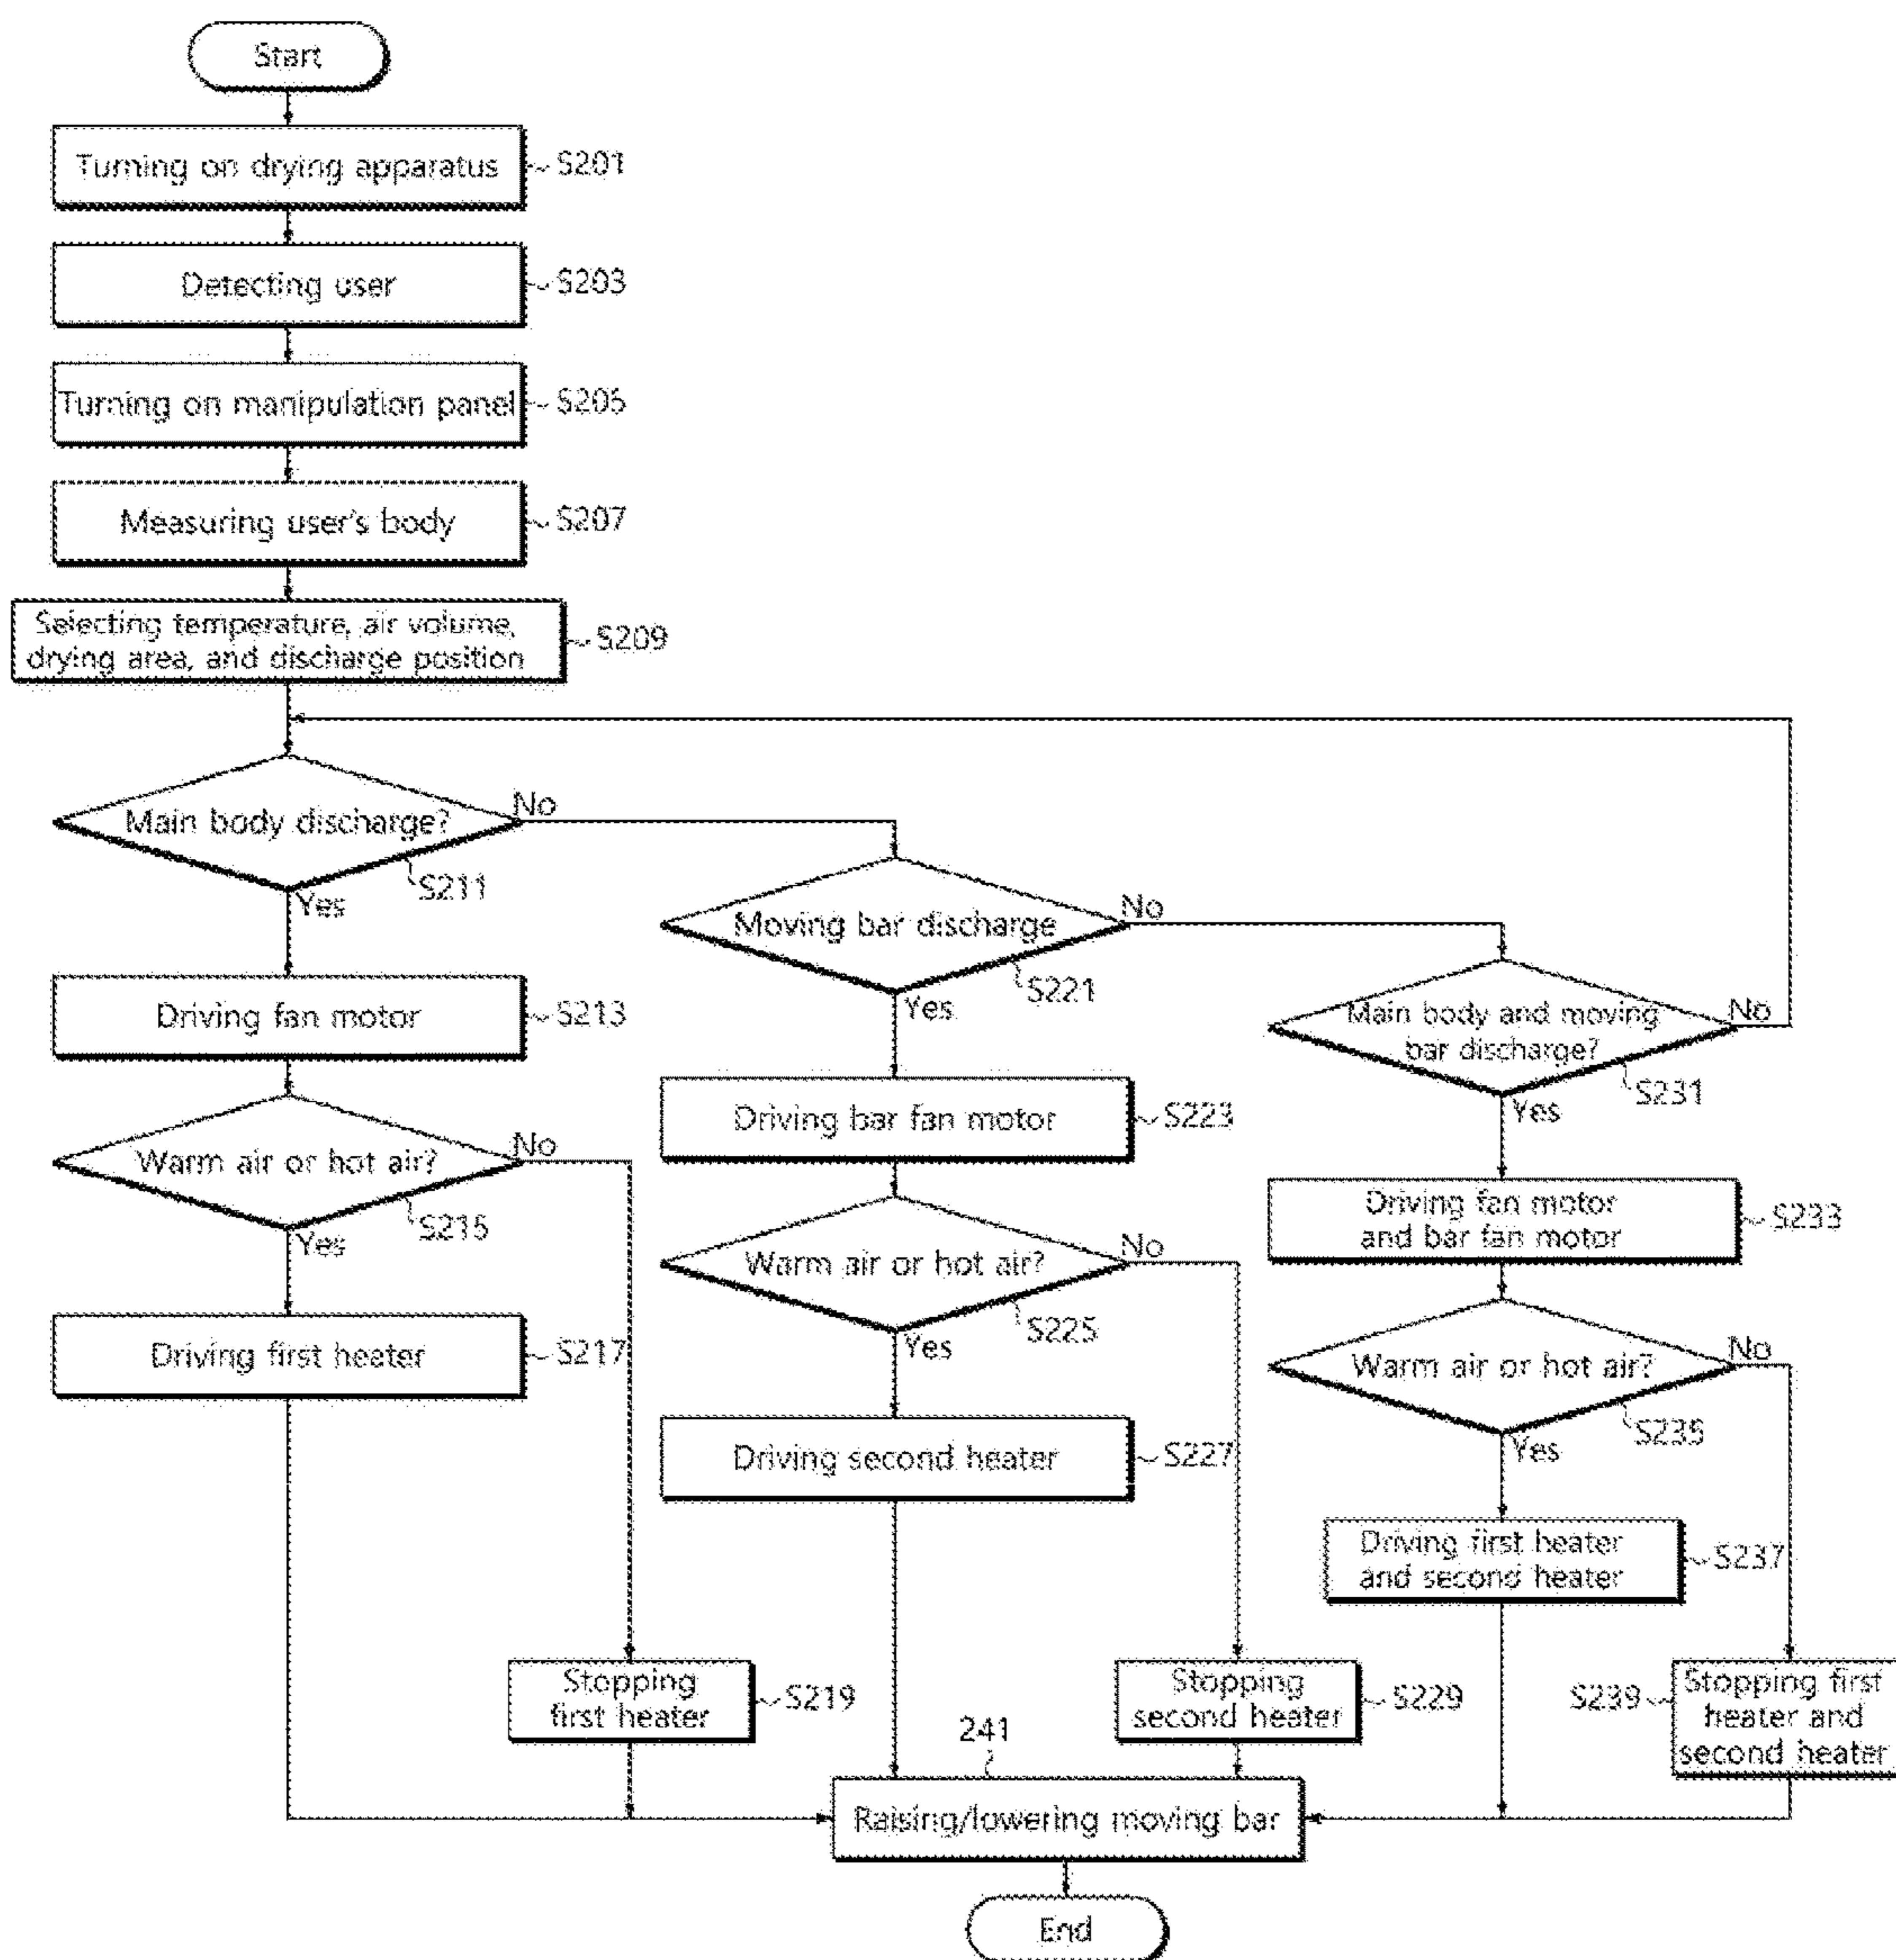 Start
Turning on drying apparatus
S201
Detecting user
S203
Turning on manipulation panel
S205
Measuring user's body
S207
Selecting temperature, air volume,
drying area, and discharge position
S209
Main body discharge?
No
S211
Yes
Moving bar discharge
No
S221
Yes
Main body and moving
bar discharge?
No
S231
Yes
Driving fan motor
S213
Driving bar fan motor
S223
Driving fan motor
and bar fan motor
S233
Warm air or hot air?
No
S215
Yes
Warm air or hot air?
No
S225
Yes
Warm air or hot air?
No
S235
Yes
Driving first heater
S217
Driving second heater
S227
Driving first heater
and second heater
S237
Stopping
first heater
S219
Stopping
second heater
S229
S239
Stopping first
heater and
second heater
241
Raising/lowering moving bar
End